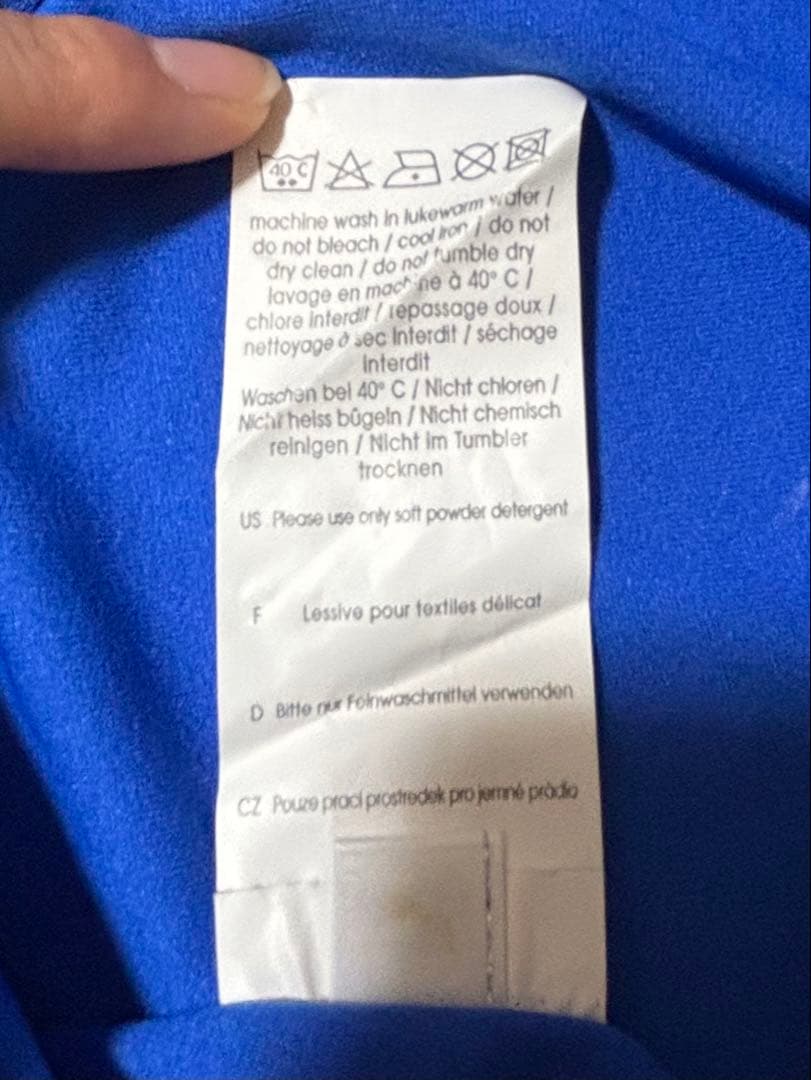 40 C
machine wash in lukewarm water /
do not bleach / cool iron / do not
dry clean / do not tumble dry
lavage en machine à 40° C /
chlore interdit / repassage doux /
nettoyage à sec interdit / séchage
interdit
Waschen bei 40° C / Nicht chloren /
Nicht heiss bûgeln / Nicht chemisch
reinigen / Nicht im Tumbler
trocknen
US Please use only soft powder detergent
F Lessive pour textiles délicat
D Bitte nur Feinwaschmittel verwenden
CZ Pouze praci prostredek pro jemné pràdlo